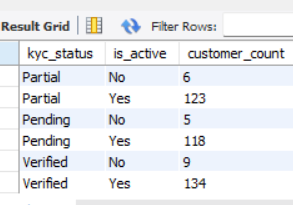 Result Grid Filter Rows:
kyc_status is_active customer_count
Partial No 6
Partial Yes 123
Pending No 5
Pending Yes 118
Verified No 9
Verified Yes 134